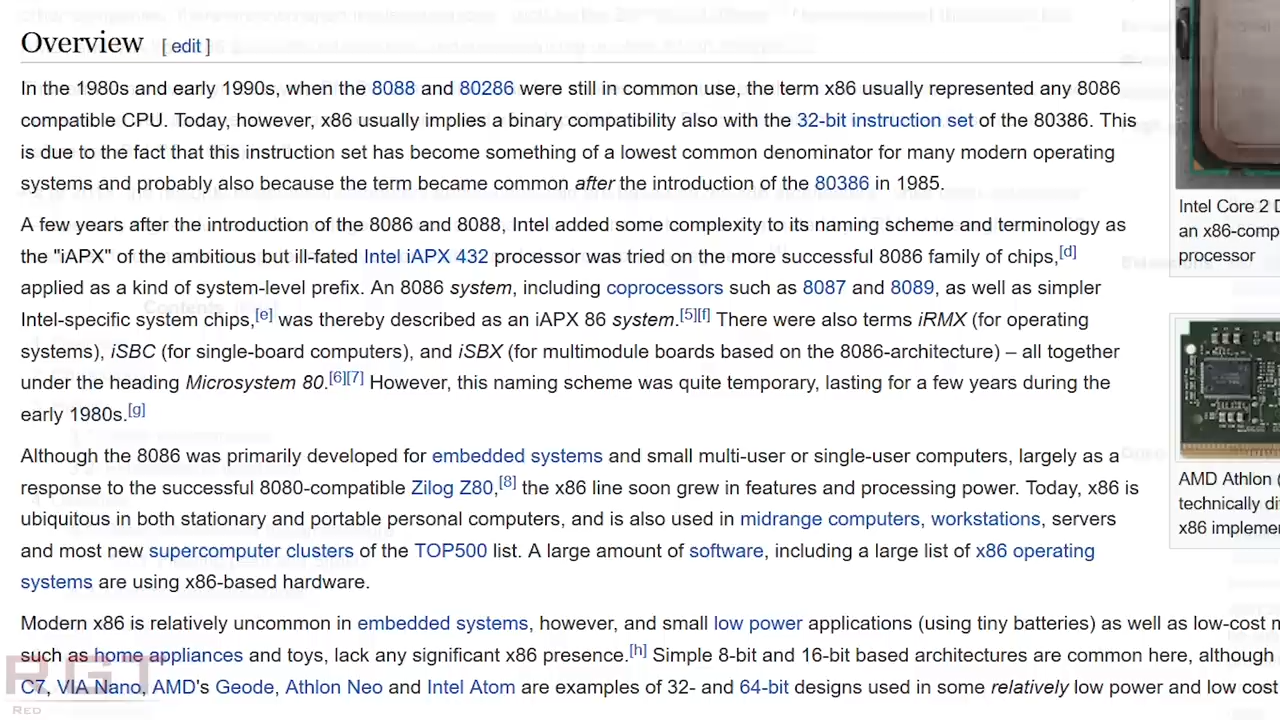 Overview [ edit ]
In the 1980s and early 1990s, when the 8088 and 80286 were still in common use, the term x86 usually represented any 8086
compatible CPU. Today, however, x86 usually implies a binary compatibility also with the 32-bit instruction set of the 80386. This
is due to the fact that this instruction set has become something of a lowest common denominator for many modern operating
systems and probably also because the term became common after the introduction of the 80386 in 1985.
A few years after the introduction of the 8086 and 8088, Intel added some complexity to its naming scheme and terminology as
the "iAPX" of the ambitious but ill-fated Intel iAPX 432 processor was tried on the more successful 8086 family of chips,[d]
applied as a kind of system-level prefix. An 8086 system, including coprocessors such as 8087 and 8089, as well as simpler
Intel-specific system chips,[e] was thereby described as an iAPX 86 system.[5][f] There were also terms iRMX (for operating
systems), iSBC (for single-board computers), and iSBX (for multimodule boards based on the 8086-architecture) – all together
under the heading Microsystem 80.[6][7] However, this naming scheme was quite temporary, lasting for a few years during the
early 1980s.[g]
Although the 8086 was primarily developed for embedded systems and small multi-user or single-user computers, largely as a
response to the successful 8080-compatible Zilog Z80,[8] the x86 line soon grew in features and processing power. Today, x86 is
ubiquitous in both stationary and portable personal computers, and is also used in midrange computers, workstations, servers
and most new supercomputer clusters of the TOP500 list. A large amount of software, including a large list of x86 operating
systems are using x86-based hardware.
Modern x86 is relatively uncommon in embedded systems, however, and small low power applications (using tiny batteries) as well as low-cost
such as home appliances and toys, lack any significant x86 presence.[h] Simple 8-bit and 16-bit based architectures are common here, although
C7, VIA Nano, AMD's Geode, Athlon Neo and Intel Atom are examples of 32- and 64-bit designs used in some relatively low power and low cost
Intel Core 2 D
an x86-comp
processor
AMD Athlon (
technically di
x86 implemen
RGT
RED